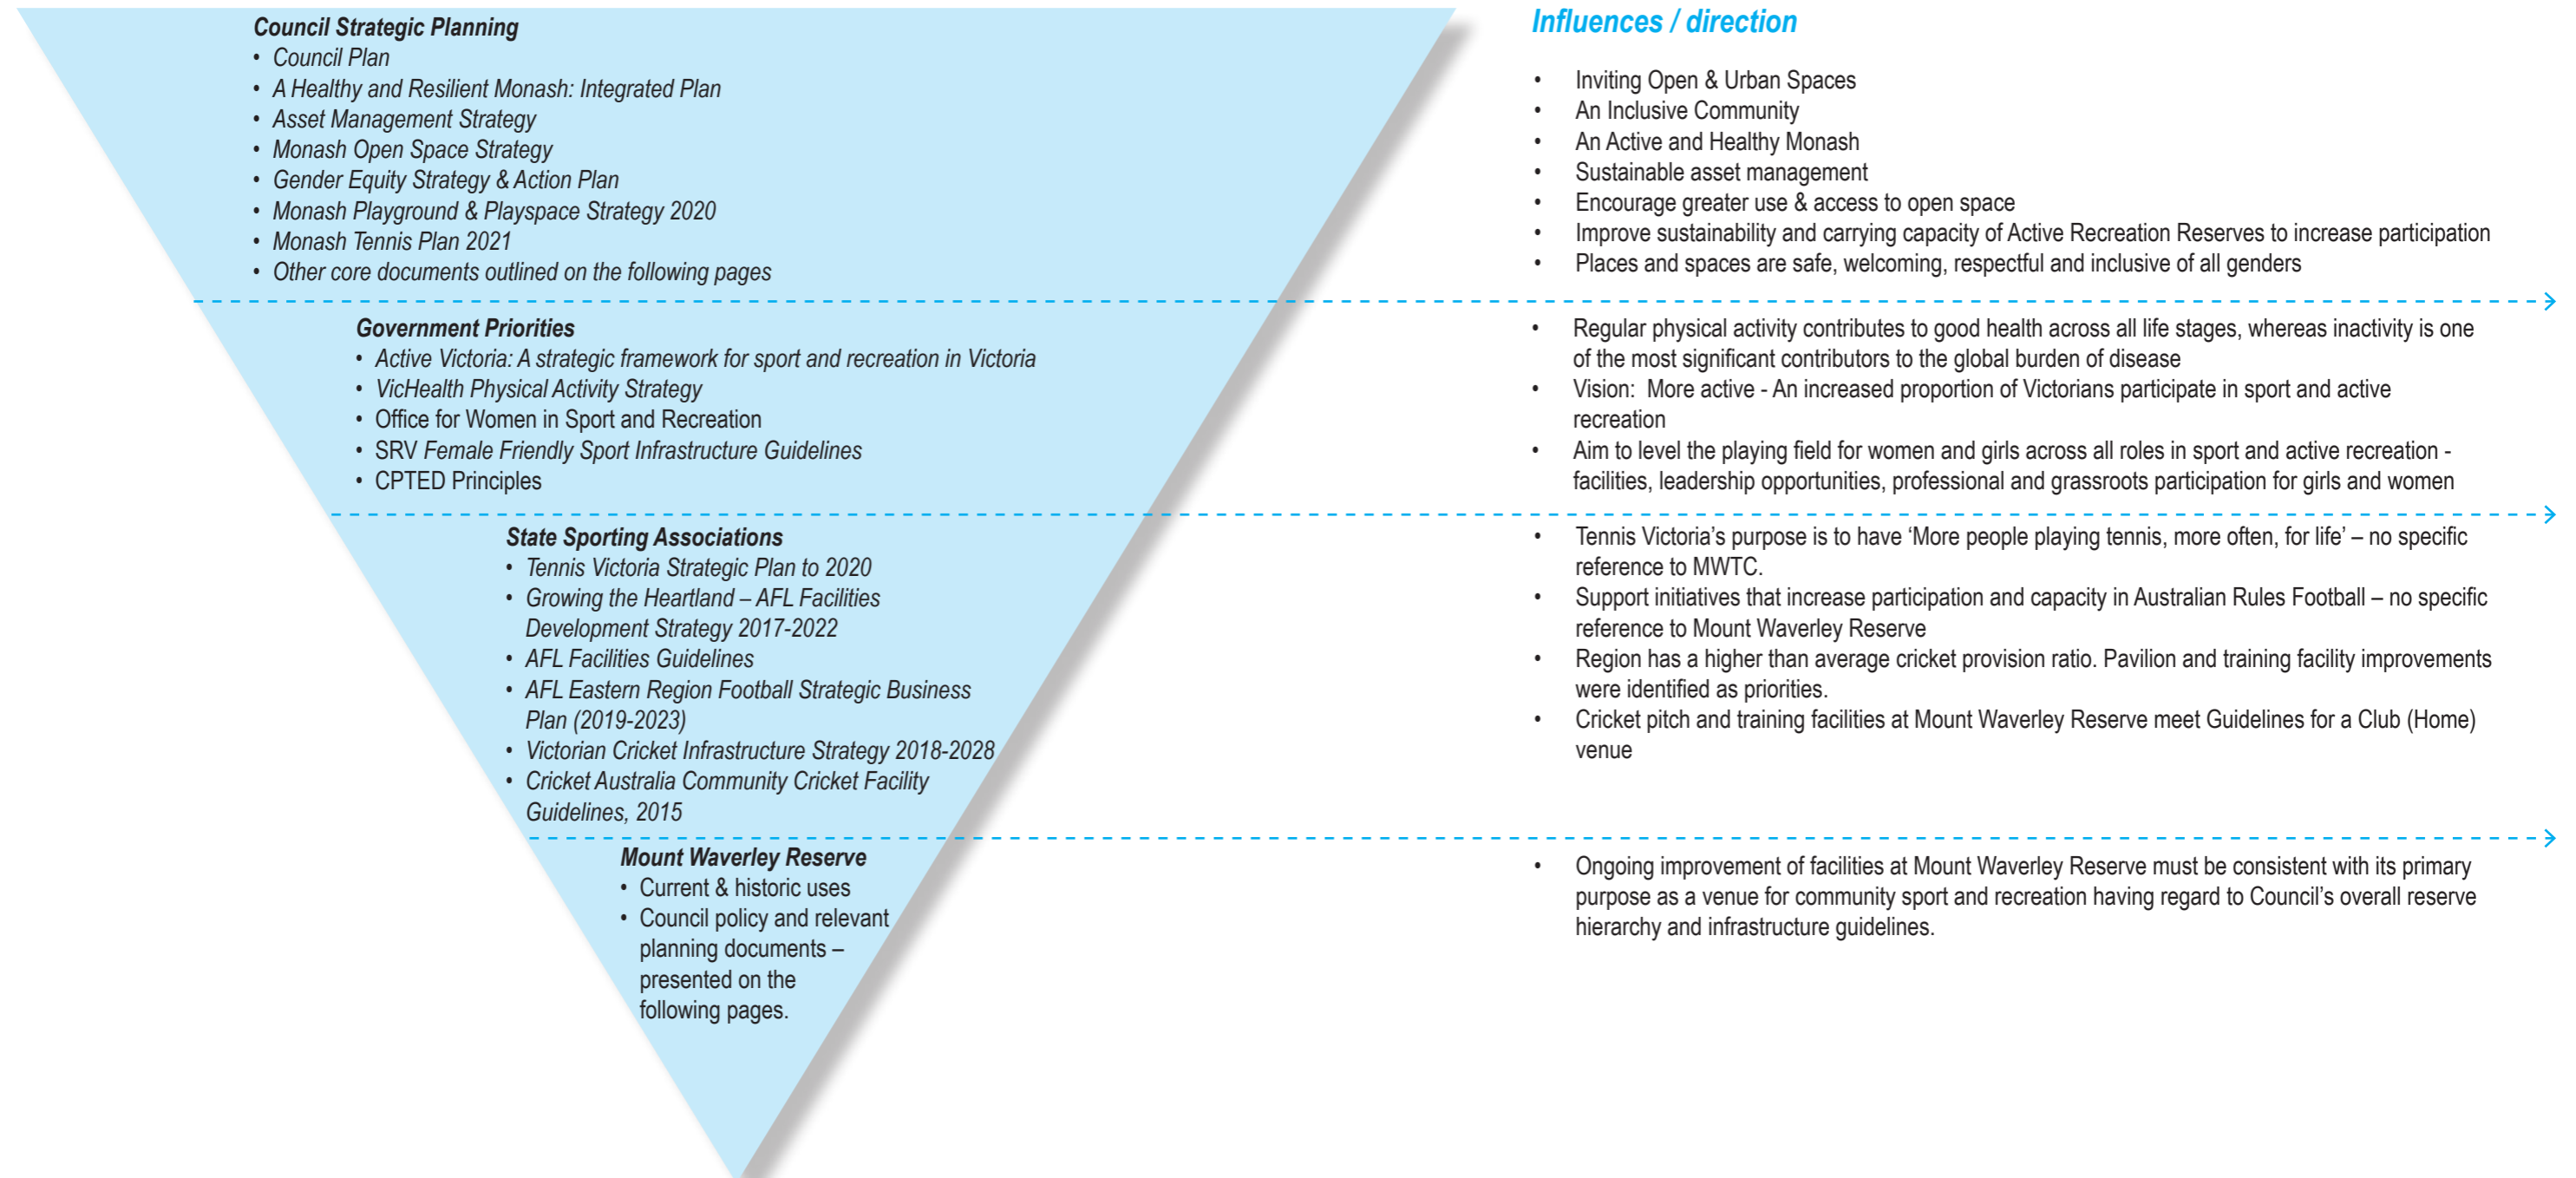 Council Strategic Planning
• Council Plan
• A Healthy and Resilient Monash: Integrated Plan
• Asset Management Strategy
• Monash Open Space Strategy
• Gender Equity Strategy & Action Plan
• Monash Playground & Playspace Strategy 2020
• Monash Tennis Plan 2021
• Other core documents outlined on the following pages
Influences / direction
• Inviting Open & Urban Spaces
• An Inclusive Community
• An Active and Healthy Monash
• Sustainable asset management
• Encourage greater use & access to open space
• Improve sustainability and carrying capacity of Active Recreation Reserves to increase participation
• Places and spaces are safe, welcoming, respectful and inclusive of all genders
Government Priorities
• Active Victoria: A strategic framework for sport and recreation in Victoria
• VicHealth Physical Activity Strategy
• Office for Women in Sport and Recreation
• SRV Female Friendly Sport Infrastructure Guidelines
• CPTED Principles
• Regular physical activity contributes to good health across all life stages, whereas inactivity is one
of the most significant contributors to the global burden of disease
• Vision:  More active - An increased proportion of Victorians participate in sport and active
recreation
• Aim to level the playing field for women and girls across all roles in sport and active recreation -
facilities, leadership opportunities, professional and grassroots participation for girls and women
State Sporting Associations
• Tennis Victoria Strategic Plan to 2020
• Growing the Heartland – AFL Facilities
Development Strategy 2017-2022
• AFL Facilities Guidelines
• AFL Eastern Region Football Strategic Business
Plan (2019-2023)
• Victorian Cricket Infrastructure Strategy 2018-2028
• Cricket Australia Community Cricket Facility
Guidelines, 2015
• Tennis Victoria’s purpose is to have ‘More people playing tennis, more often, for life’ – no specific
reference to MWTC.
• Support initiatives that increase participation and capacity in Australian Rules Football – no specific
reference to Mount Waverley Reserve
• Region has a higher than average cricket provision ratio. Pavilion and training facility improvements
were identified as priorities.
• Cricket pitch and training facilities at Mount Waverley Reserve meet Guidelines for a Club (Home)
venue
Mount Waverley Reserve
• Current & historic uses
• Council policy and relevant
planning documents –
presented on the
following pages.
• Ongoing improvement of facilities at Mount Waverley Reserve must be consistent with its primary
purpose as a venue for community sport and recreation having regard to Council’s overall reserve
hierarchy and infrastructure guidelines.